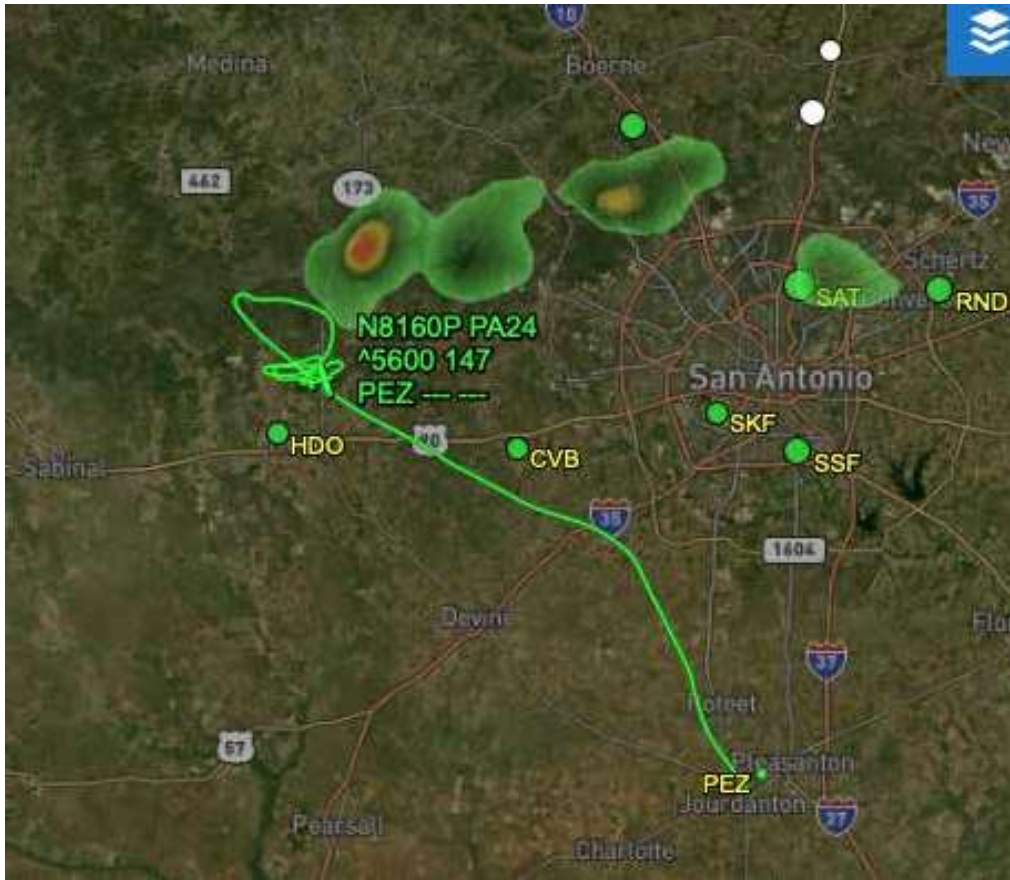 10
Medina
Boerne
462
173
New
35
Schertz
SAT
RND
N8160P PA24
^5600 147
PEZ --- ---
San Antonio
SKF
HDO
90
CVB
SSF
Sabinal
35
1604
Devine
Flo
37
Poteet
57
Pleasanton
PEZ
Jourdanton
37
Pearsall
Charlotte